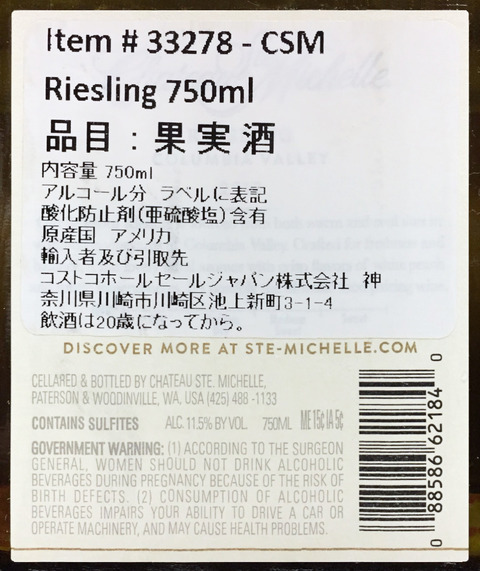 Item # 33278 - CSM
Riesling 750ml
品目：果実酒
内容量 750ml
アルコール分 ラベルに表記
酸化防止剤(亜硫酸塩)含有
原産国 アメリカ
輸入者及び引取先
コストコホールセールジャパン株式会社 神
奈川県川崎市川崎区池上新町3-1-4
飲酒は20歳になってから。
DISCOVER MORE AT STE-MICHELLE.COM
CELLARED & BOTTLED BY CHATEAU STE. MICHELLE,
PATERSON & WOODINVILLE, WA. USA (425) 488-1133
CONTAINS SULFITES ALC. 11.5% BY VOL. 750ML ME 15¢ IA 5¢
GOVERNMENT WARNING: (1) ACCORDING TO THE SURGEON
GENERAL, WOMEN SHOULD NOT DRINK ALCOHOLIC
BEVERAGES DURING PREGNANCY BECAUSE OF THE RISK OF
BIRTH DEFECTS. (2) CONSUMPTION OF ALCOHOLIC
BEVERAGES IMPAIRS YOUR ABILITY TO DRIVE A CAR OR
OPERATE MACHINERY, AND MAY CAUSE HEALTH PROBLEMS.
0 88586 62184 0